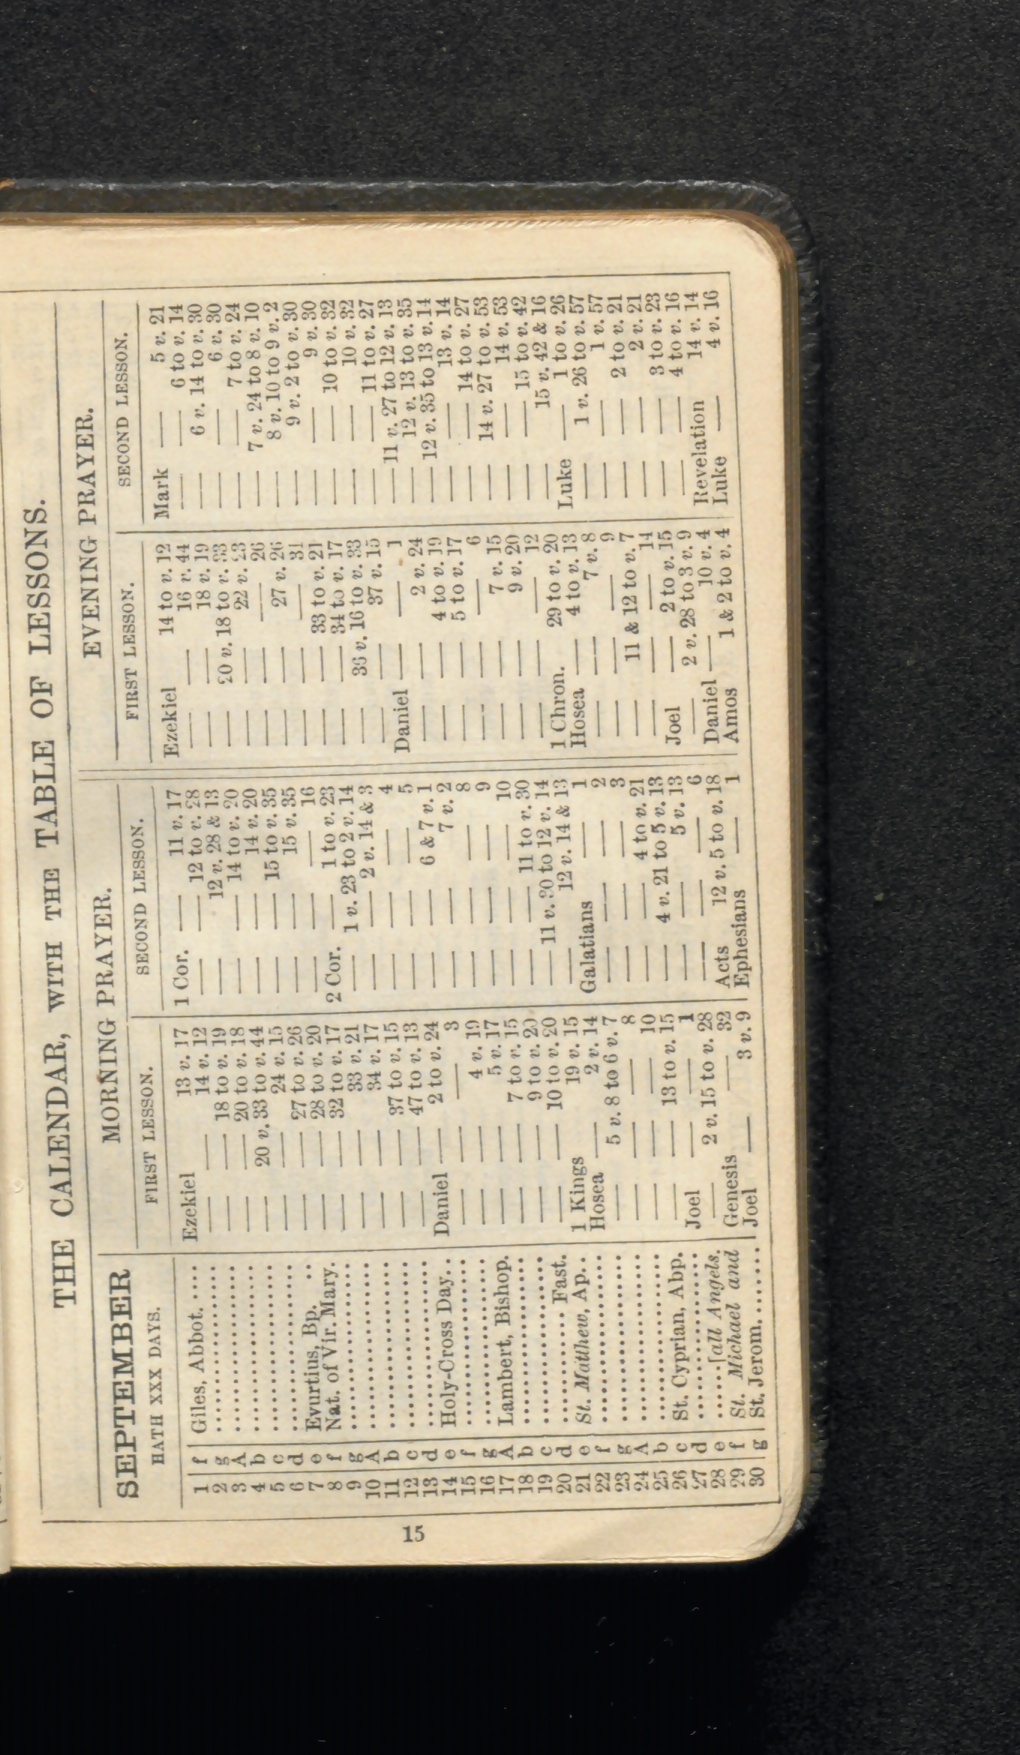 THE CALENDAR, WITH THE TABLE OF LESSONS.
SEPTEMBER MORNING PRAYER. EVENING PRAYER.
HATH XXX DAYS. FIRST LESSON. SECOND LESSON. FIRST LESSON. SECOND LESSON.
1 f Giles, Abbot. .... Ezekiel 13 v. 17 1 Cor. — 11 v. 17 Ezekiel 14 to v. 12 Mark — 5 v. 21
2 g .......... — — 14 v. 12 — — 12 to v. 28 — — 16 v. 44 — — 6 to v. 14
3 A .......... — — 18 to v. 19 — 12 v. 28 & 13 — — 18 v. 19 — 6 v. 14 to v. 30
4 b .......... — — 20 to v. 18 — — 14 to v. 20 — 20 v. 18 to v. 33 — — 6 v. 30
5 c .......... — 20 v. 33 to v. 44 — — 14 v. 20 — — 22 v. 23 — — 7 to v. 24
6 d .......... — — 24 v. 15 — — 15 to v. 35 — — — 26 — 7 v. 24 to 8 v. 10
7 e Evurtius, Bp. .. — — 27 to v. 26 — — 15 v. 35 — — 27 v. 26 — 8 v. 10 to 9 v. 2
8 f Nat. of Vir. Mary. — — 28 to v. 20 — — — 16 — — — 31 — 9 v. 2 to v. 30
9 g .......... — — 32 to v. 17 2 Cor. — 1 to v. 23 — — 33 to v. 21 — — 9 v. 30
10 A .......... — — 33 v. 21 — 1 v. 23 to 2 v. 14 — — 34 to v. 17 — — 10 to v. 32
11 b .......... — — 34 v. 17 — — 2 v. 14 & 3 — 36 v. 16 to v. 33 — — 10 v. 32
12 c .......... — — 37 to v. 15 — — — 4 — — 37 v. 15 — — 11 to v. 27
13 d .......... — — 47 to v. 13 — — — 5 Daniel — — 1 — 11 v. 27 to 12 v. 13
14 e Holy-Cross Day.. Daniel — 2 to v. 24 — — 6 & 7 v. 1 — — 2 v. 24 — 12 v. 13 to v. 35
15 f .......... — — — 3 — — 7 v. 2 — — 4 to v. 19 — 12 v. 35 to 13 v. 14
16 g .......... — — 4 v. 19 — — — 8 — — 5 to v. 17 — — 13 v. 14
17 A Lambert, Bishop. — — 5 v. 17 — — — 9 — — — 6 — — 14 to v. 27
18 b .......... — — 7 to v. 15 — — — 10 — — 7 v. 15 — 14 v. 27 to v. 53
19 c .......... — — 9 to v. 20 — — 11 to v. 30 — — 9 v. 20 — — 14 v. 53
20 d .......... Fast. — — 10 to v. 20 — 11 v. 30 to 12 v. 14 — — — 12 — — 15 to v. 42
21 e St. Matthew, Ap. .. 1 Kings 19 v. 15 — — 12 v. 14 & 13 1 Chron. 29 to v. 20 — — 15 v. 42 & 16
22 f .......... Hosea — 2 v. 14 Galatians — 1 Hosea — 4 to v. 13 Luke — 1 to v. 26
23 g .......... — 5 v. 8 to 6 v. 7 — — — 2 — — 7 v. 8 — 1 v. 26 to v. 57
24 A .......... — — — 8 — — — 3 — — — 9 — — 1 v. 57
25 b .......... — — — 10 — — 4 to v. 21 — 11 & 12 to v. 7 — — 2 to v. 21
26 c St. Cyprian, Abp. — — 13 to v. 15 — 4 v. 21 to 5 v. 13 — — — 14 — — 2 v. 21
27 d .......... Joel — — 1 — — 5 v. 13 Joel — 2 to v. 15 — — 3 to v. 23
28 e ......[all Angels. — 2 v. 15 to v. 28 — — — 6 — 2 v. 28 to 3 v. 9 — — 4 to v. 16
29 f St. Michael and Genesis — 32 Acts 12 v. 5 to v. 18 Daniel — 10 v. 4 Revelation 14 v. 14
30 g St. Jerom. ...... Joel — 3 v. 9 Ephesians — 1 Amos 1 & 2 to v. 4 Luke — 4 v. 16
15